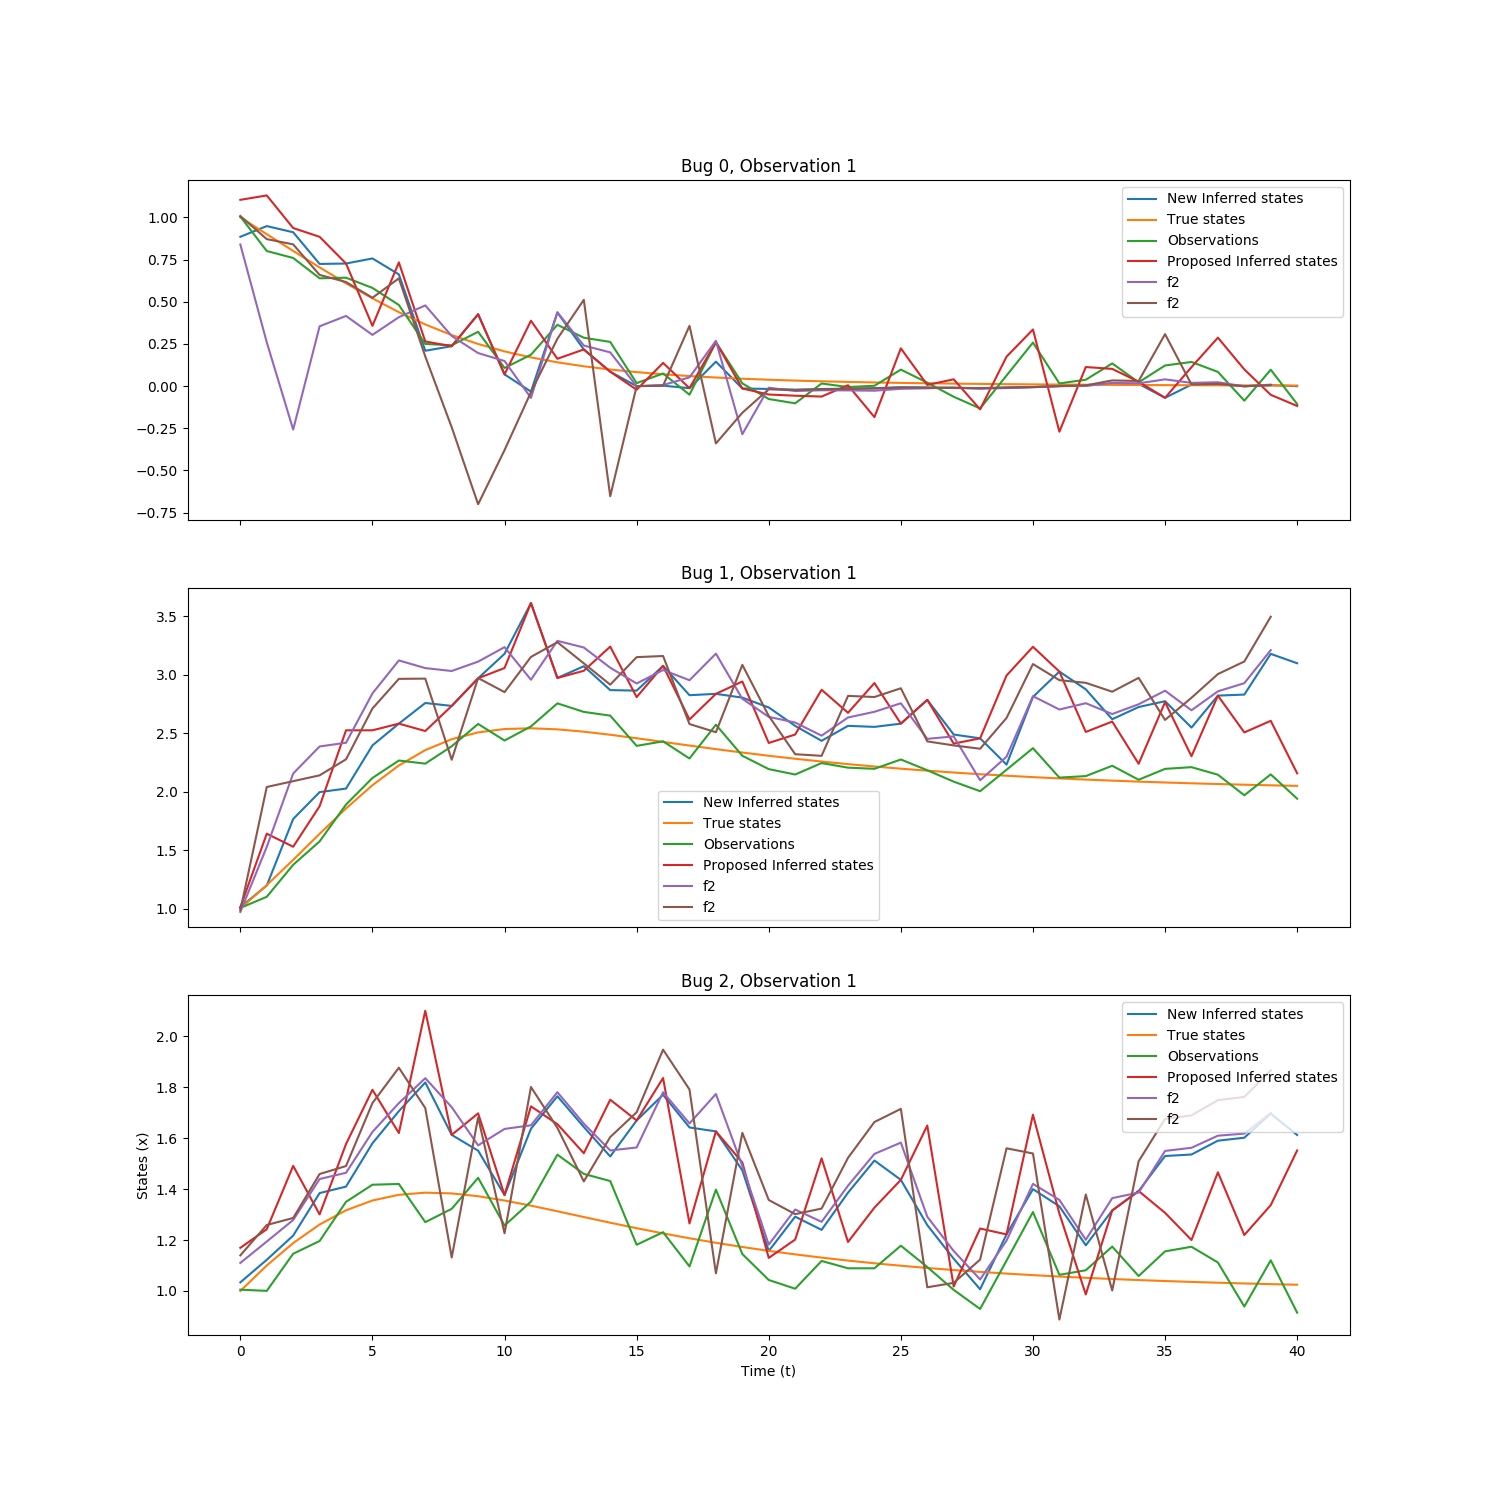 Bug 0, Observation 1
1.00
0.75
0.50
0.25
0.00
−0.25
−0.50
−0.75
New Inferred states
True states
Observations
Proposed Inferred states
f2
f2
Bug 1, Observation 1
3.5
3.0
2.5
2.0
1.5
1.0
New Inferred states
True states
Observations
Proposed Inferred states
f2
f2
Bug 2, Observation 1
2.0
1.8
1.6
1.4
1.2
1.0
States (x)
New Inferred states
True states
Observations
Proposed Inferred states
f2
f2
0 5 10 15 20 25 30 35 40
Time (t)